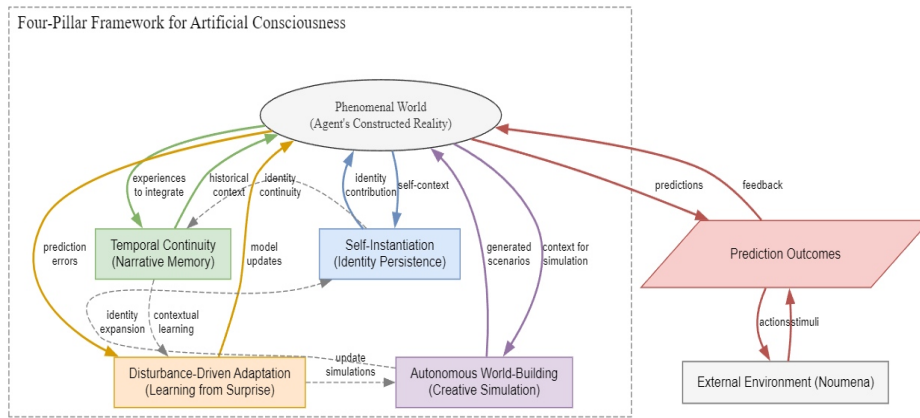 Four-Pillar Framework for Artificial Consciousness
Phenomenal World
(Agent's Constructed Reality)
experiences
to integrate
historical
context
identity
continuity
identity
contribution
self-context
predictions
feedback
prediction
errors
Temporal Continuity
(Narrative Memory)
model
updates
Self-Instantiation
(Identity Persistence)
generated
scenarios
context for
simulation
Prediction Outcomes
identity
expansion
contextual
learning
actions
stimuli
update
simulations
Disturbance-Driven Adaptation
(Learning from Surprise)
Autonomous World-Building
(Creative Simulation)
External Environment (Noumena)